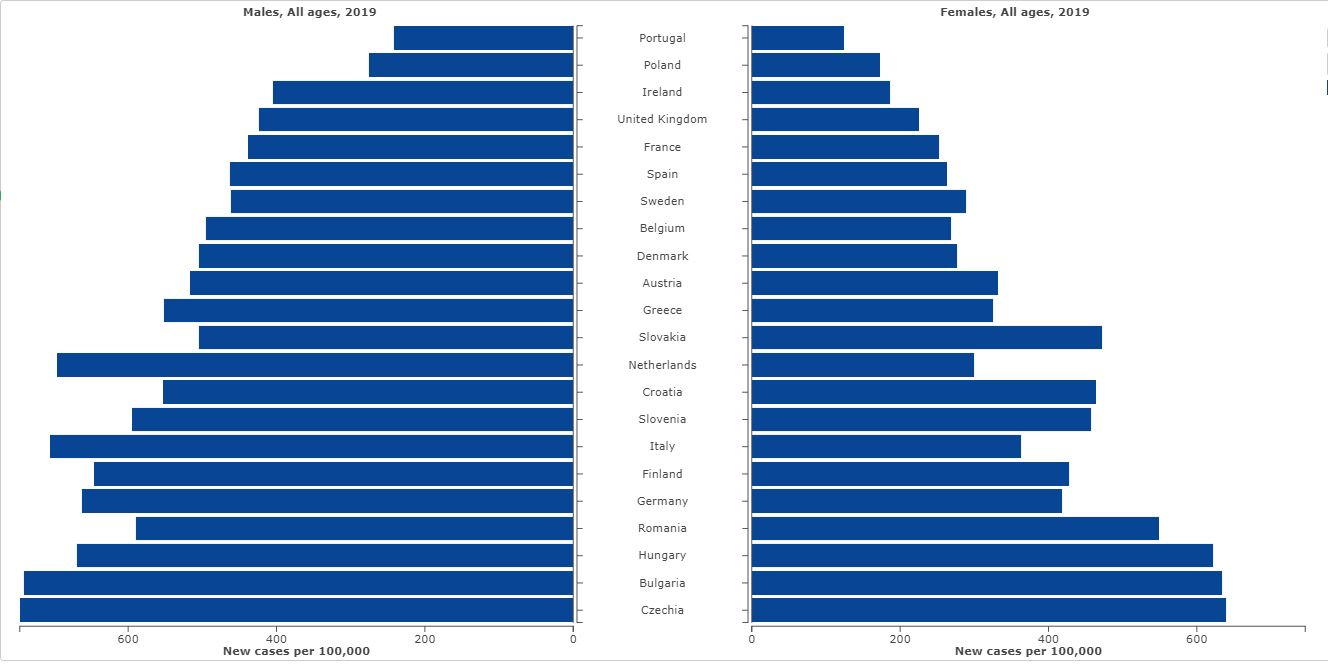 Males, All ages, 2019
Females, All ages, 2019
Portugal
Poland
Ireland
United Kingdom
France
Spain
Sweden
Belgium
Denmark
Austria
Greece
Slovakia
Netherlands
Croatia
Slovenia
Italy
Finland
Germany
Romania
Hungary
Bulgaria
Czechia
600 400 200 0
0 200 400 600
New cases per 100,000
New cases per 100,000